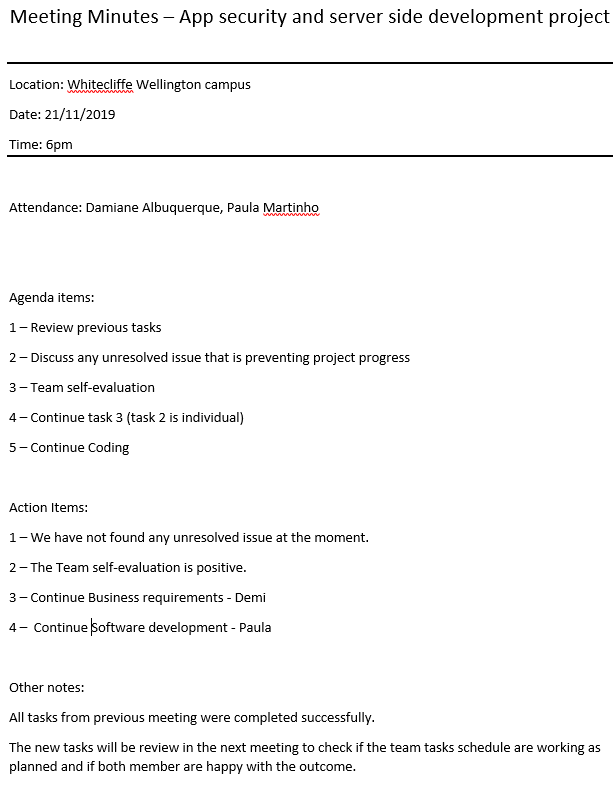 Meeting Minutes – App security and server side development project
Location: Whitecliffe Wellington campus
Date: 21/11/2019
Time: 6pm
Attendance: Damiane Albuquerque, Paula Martinho
Agenda items:
1 – Review previous tasks
2 – Discuss any unresolved issue that is preventing project progress
3 – Team self-evaluation
4 – Continue task 3 (task 2 is individual)
5 – Continue Coding
Action Items:
1 – We have not found any unresolved issue at the moment.
2 – The Team self-evaluation is positive.
3 – Continue Business requirements - Demi
4 –  Continue Software development - Paula
Other notes:
All tasks from previous meeting were completed successfully.
The new tasks will be review in the next meeting to check if the team tasks schedule are working as
planned and if both member are happy with the outcome.